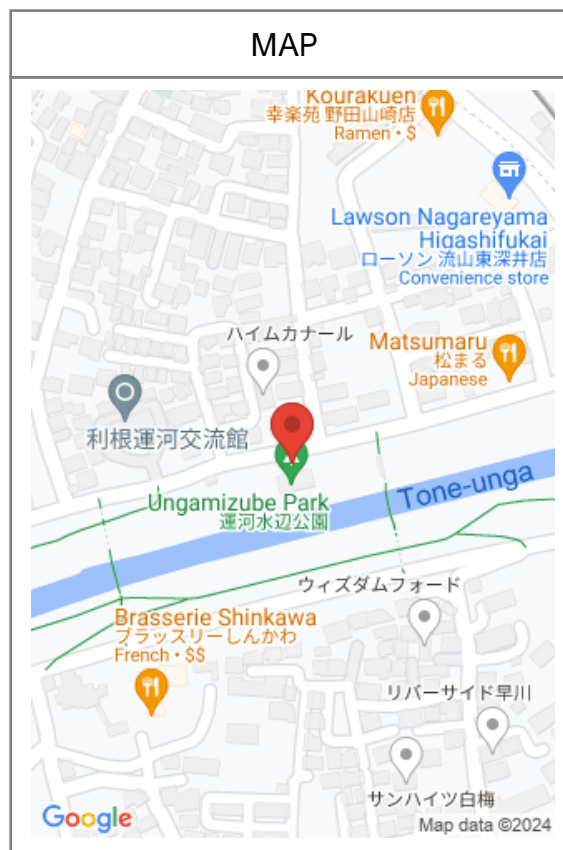 MAP
Kourakuen
幸楽苑 野田山崎店
Ramen • $
Lawson Nagareyama
Higashifukai
ローソン 流山東深井店
Convenience store
ハイムカナール
Matsumaru
松まる
Japanese
利根運河交流館
Ungamizube Park
運河水辺公園
Tone-unga
ウィズダムフォード
Brasserie Shinkawa
ブラッスリーしんかわ
French • $$
リバーサイド早川
サンハイツ白梅
Google
Map data ©2024